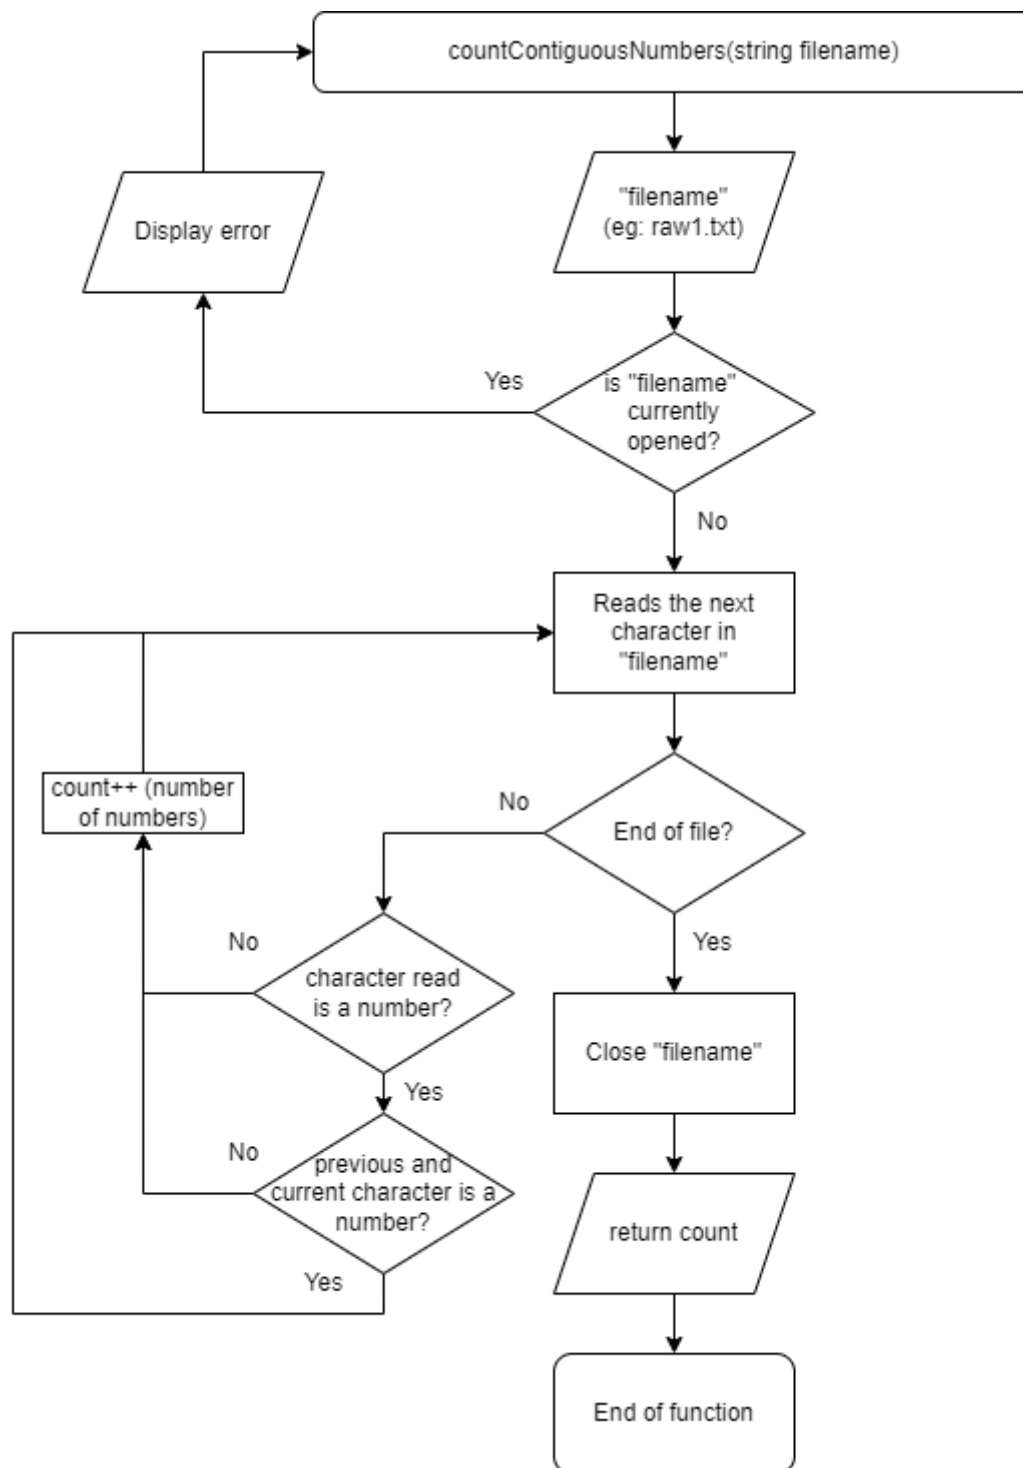 countContiguousNumbers(string filename)
"filename"
(eg: raw1.txt)
Display error
Yes
is "filename"
currently
opened?
No
Reads the next
character in
"filename"
count++ (number
of numbers)
No
End of file?
No
Yes
character read
is a number?
Close "filename"
Yes
No
previous and
current character is a
number?
return count
Yes
End of function